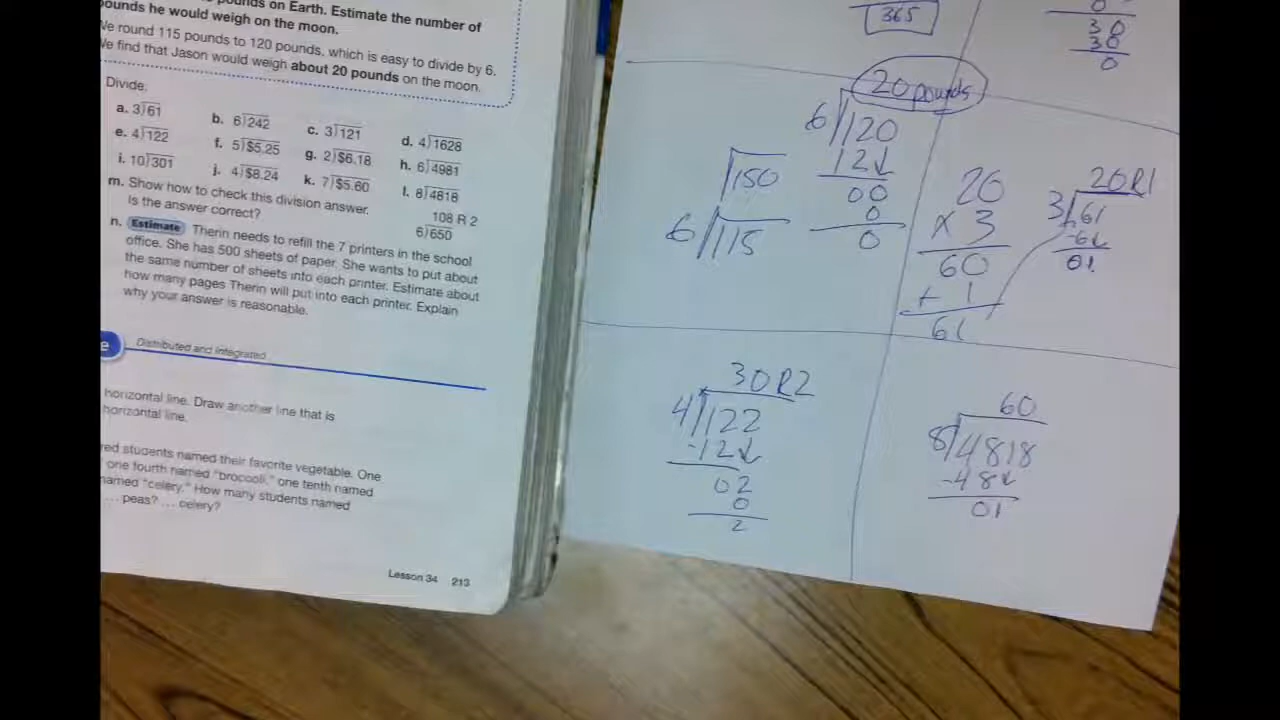 pounds on Earth. Estimate the number of
pounds he would weigh on the moon.
We round 115 pounds to 120 pounds, which is easy to divide by 6.
We find that Jason would weigh about 20 pounds on the moon.
Divide:
a. 3)61 b. 6)242 c. 3)121 d. 4)1628
e. 4)122 f. 5)$5.25 g. 2)$6.18 h. 6)4981
i. 10)301 j. 4)$8.24 k. 7)$5.60 l. 8)4818
m. Show how to check this division answer.
Is the answer correct?
108 R 2
6)650
n. Estimate Therin needs to refill the 7 printers in the school
office. She has 500 sheets of paper. She wants to put about
the same number of sheets into each printer. Estimate about
how many pages Therin will put into each printer. Explain
why your answer is reasonable.
e
Distributed and Integrated
horizontal line. Draw another line that is
horizontal line.
red students named their favorite vegetable. One
one fourth named "broccoli," one tenth named
named "celery." How many students named
... peas? ... celery?
Lesson 34 213
365
0
30
30
0
20 pounds
6)120
12↓
00
0
0
)150
6)115
20
× 3
60
+ 1
61
20R1
3)61
-6↓
01
30R2
4)122
-12↓
02
0
2
60
8)4818
-48↓
01